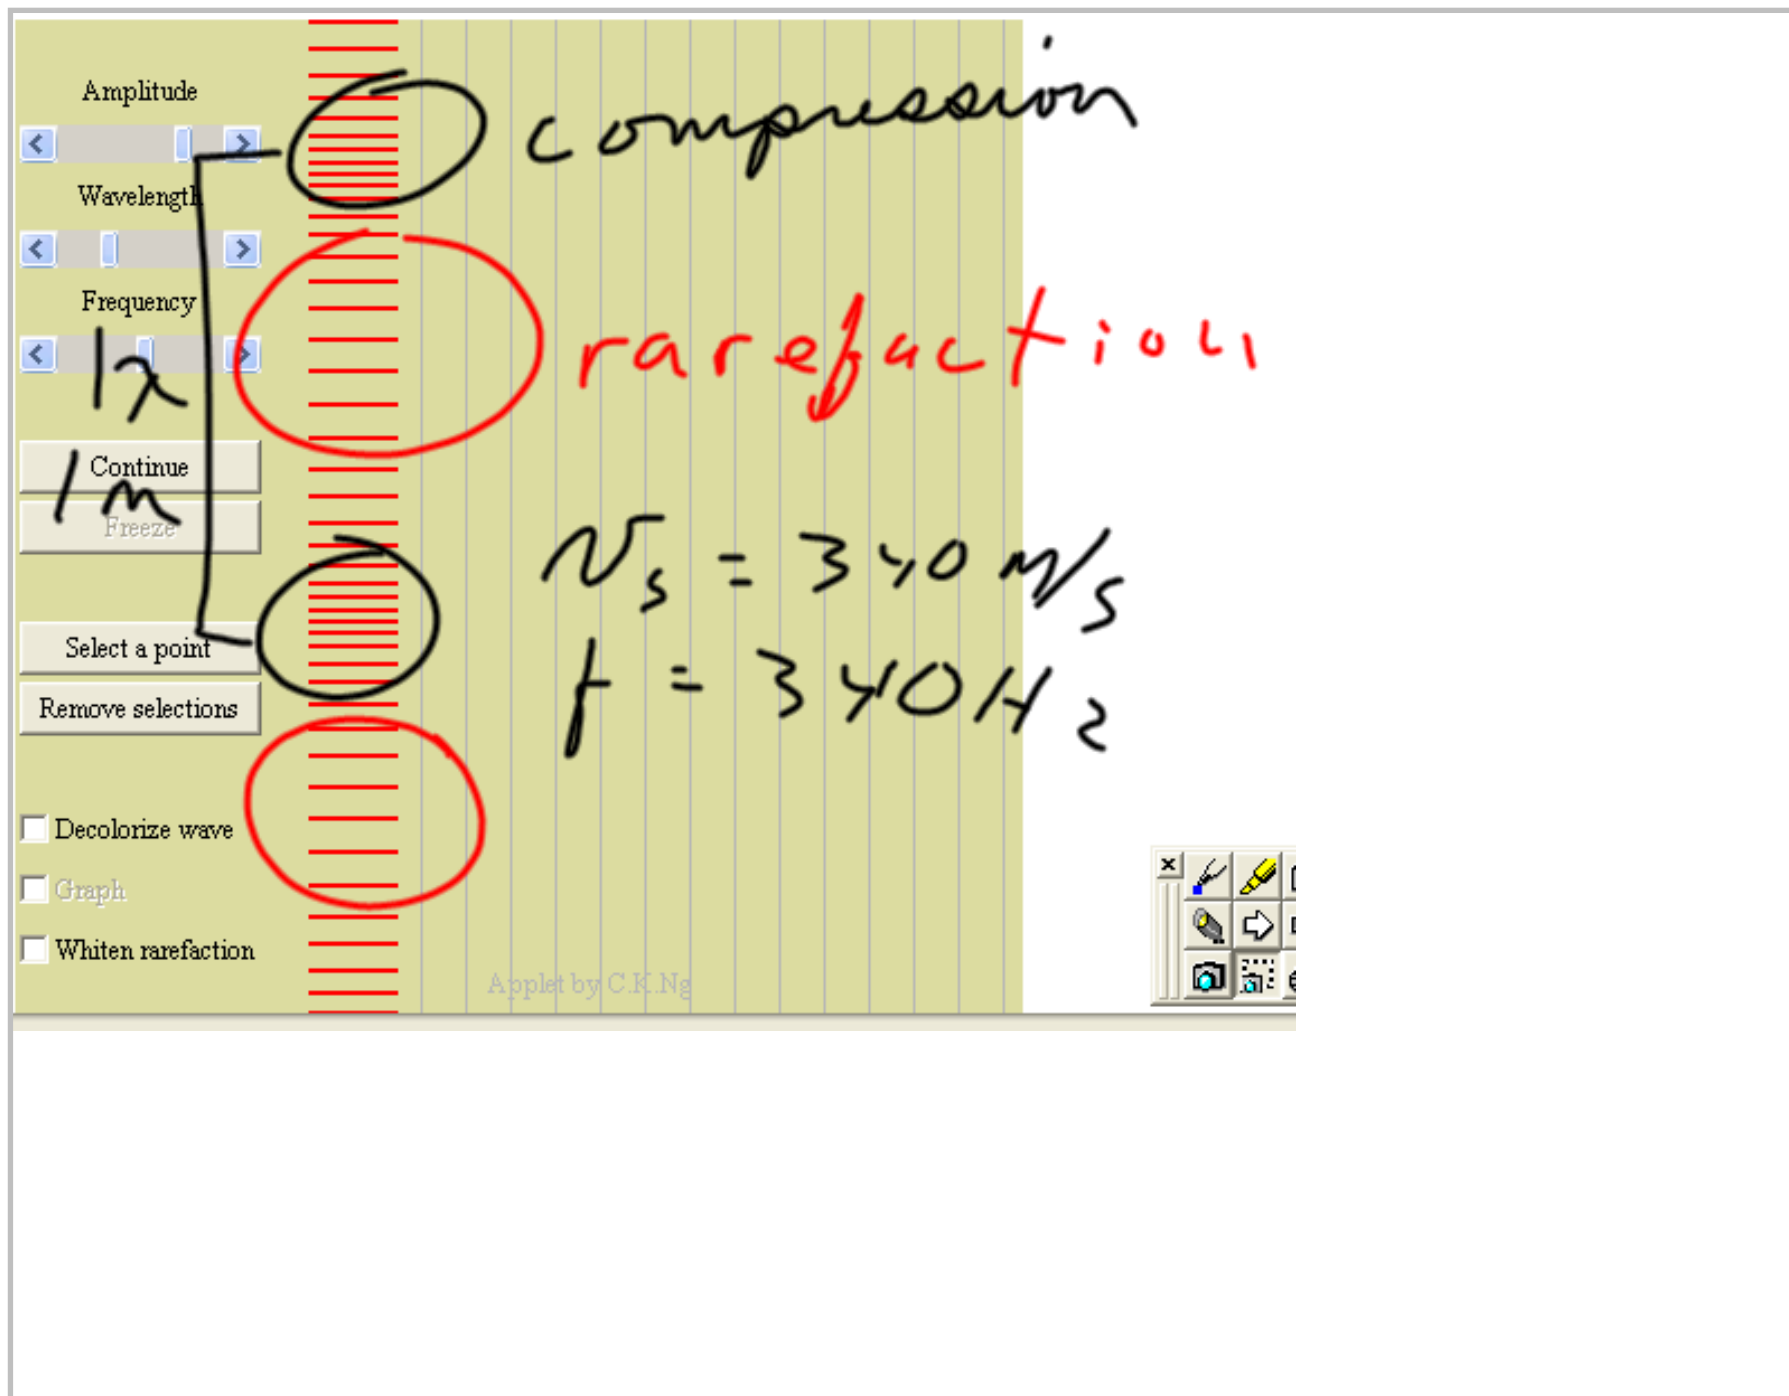 Amplitude
compression
Wavelength
Frequency
rarefaction
1λ
Continue
1m
Freeze
Vs = 340 m/s
Select a point
f = 340Hz
Remove selections
Decolorize wave
Graph
Whiten rarefaction
Applet by C.K.Ng